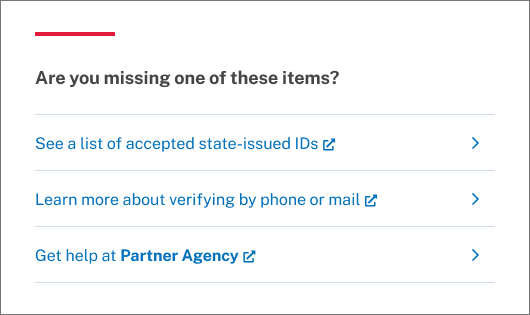 Are you missing one of these items?
See a list of accepted state-issued IDs
Learn more about verifying by phone or mail
Get help at Partner Agency